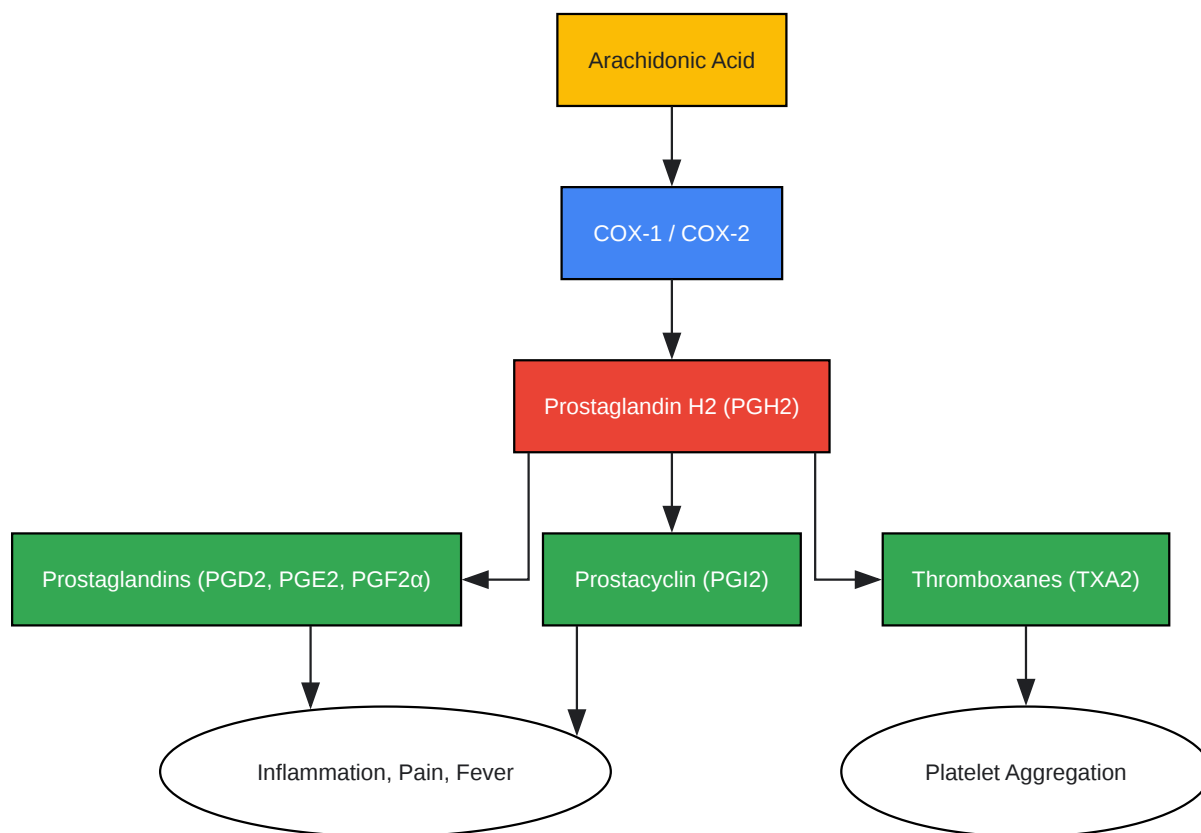 Arachidonic Acid
COX-1 / COX-2
Prostaglandin H2 (PGH2)
Prostaglandins (PGD2, PGE2, PGF2α)
Prostacyclin (PGI2)
Thromboxanes (TXA2)
Inflammation, Pain, Fever
Platelet Aggregation